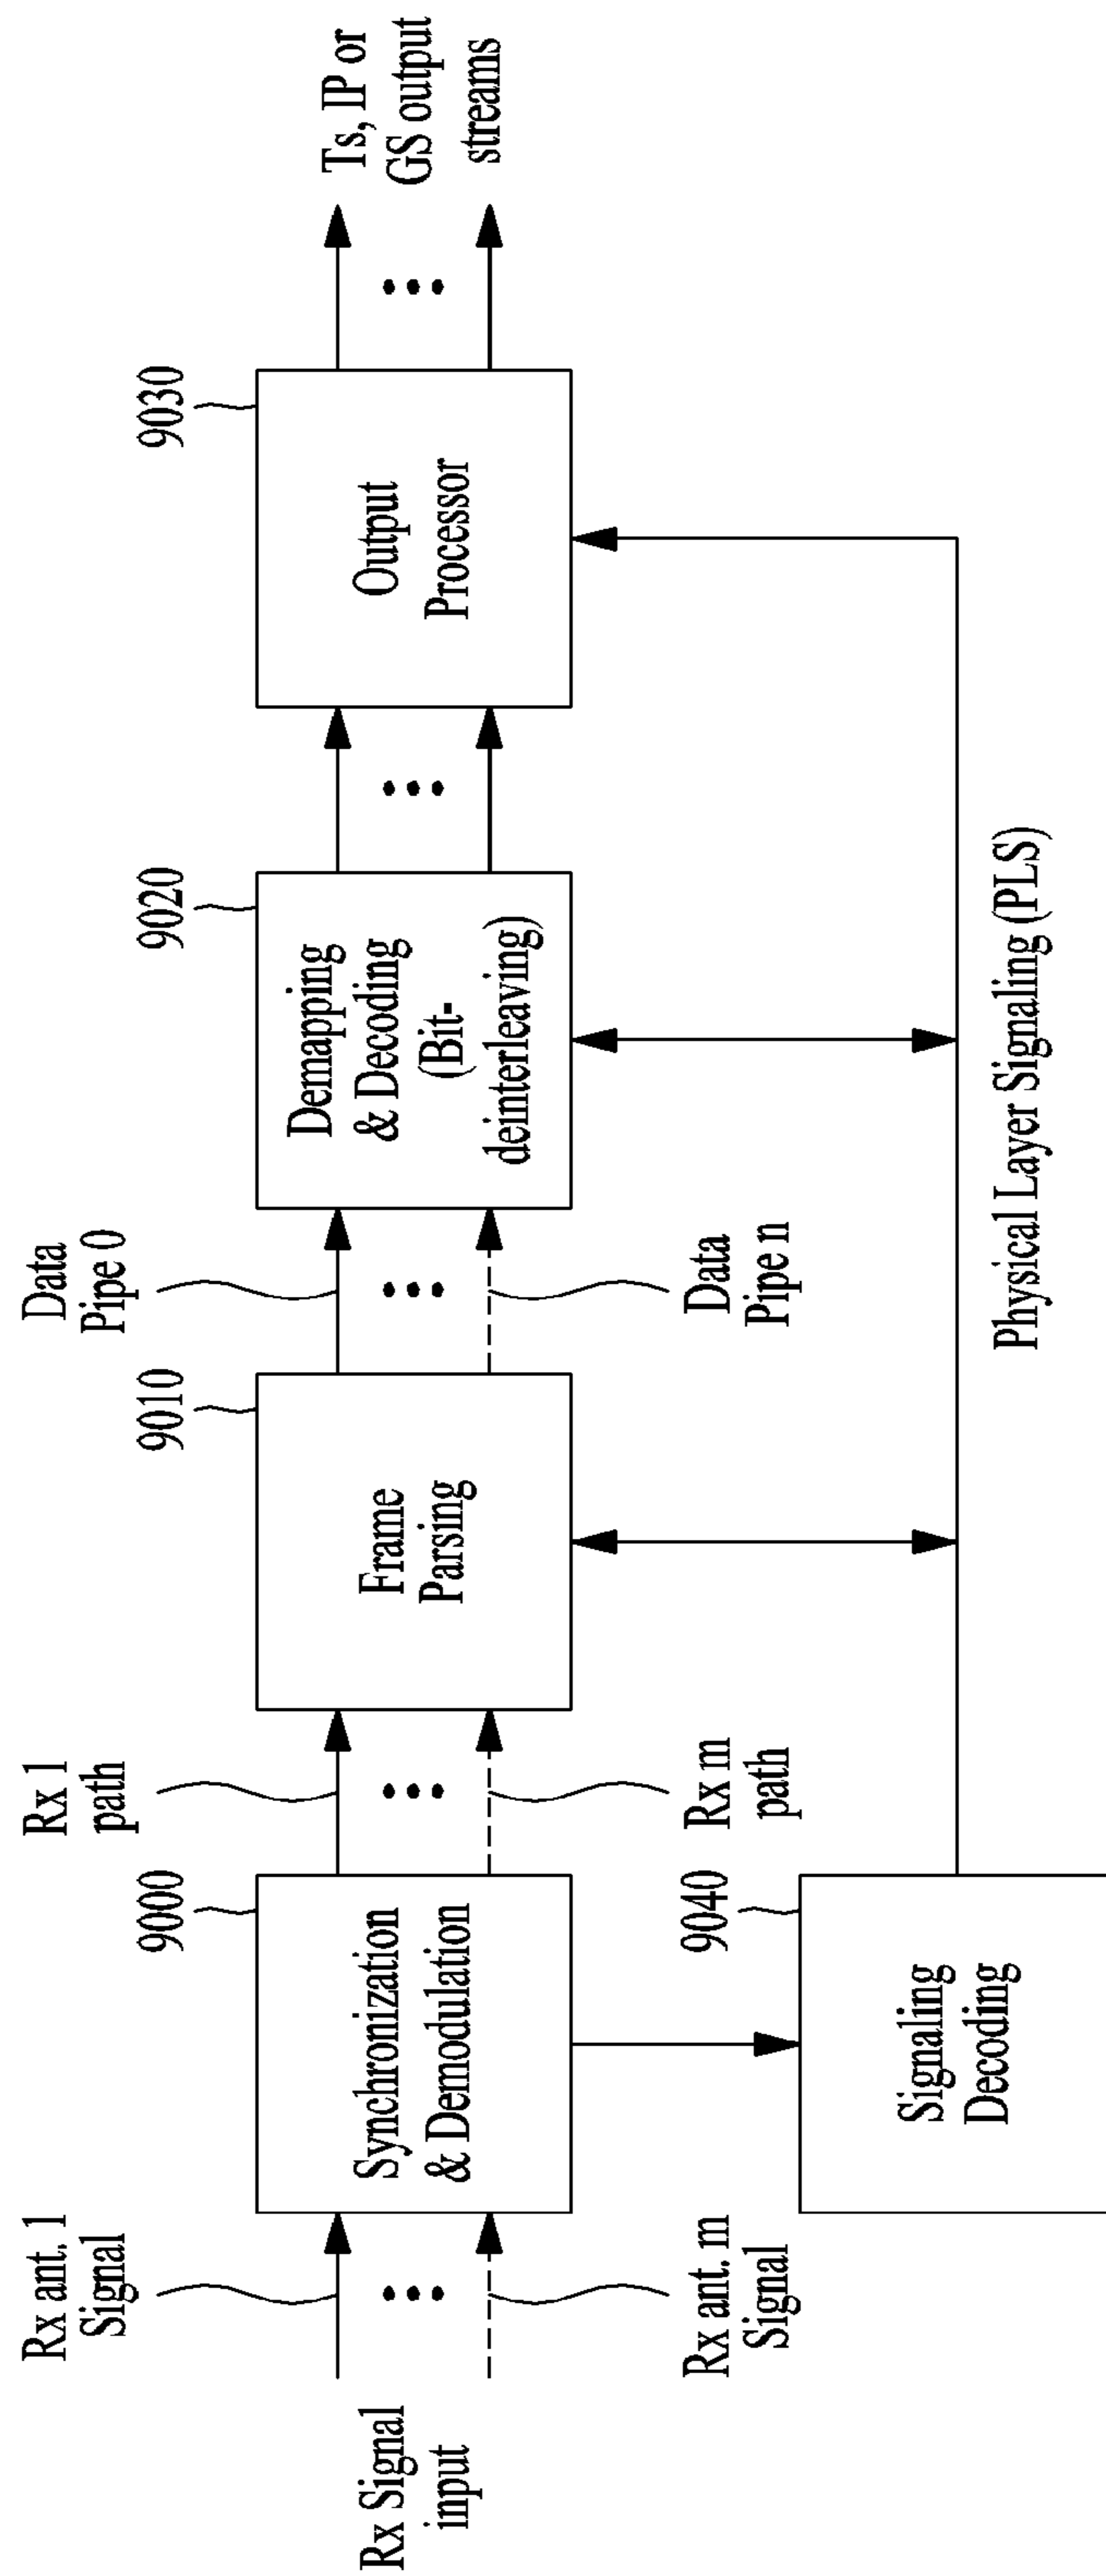 Rx Signal
input
Rx ant. 1
Signal
Rx ant. m
Signal
9000
Synchronization
& Demodulation
Rx 1
path
Rx m
path
9010
Frame
Parsing
Data
Pipe 0
Data
Pipe n
9020
Demapping
& Decoding
(Bit-
deinterleaving)
9030
Output
Processor
Ts, IP or
GS output
streams
9040
Signaling
Decoding
Physical Layer Signaling (PLS)